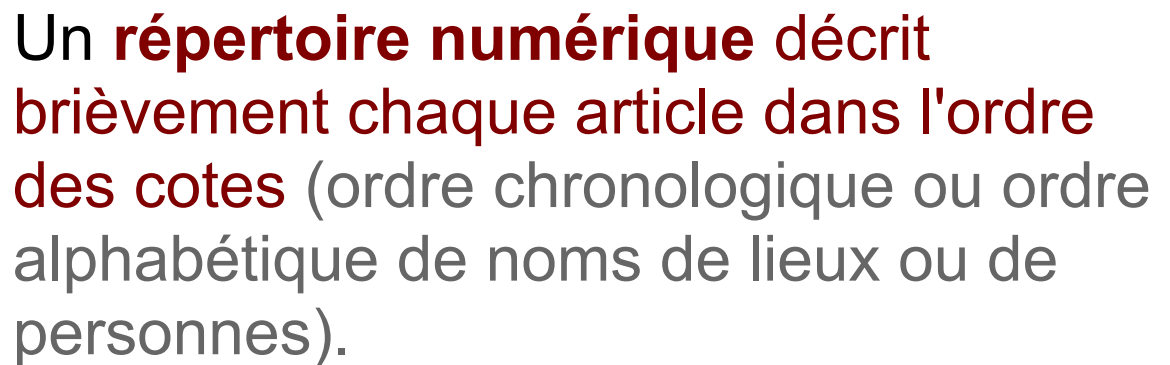 Un répertoire numérique décrit
brièvement chaque article dans l'ordre
des cotes (ordre chronologique ou ordre
alphabétique de noms de lieux ou de
personnes).